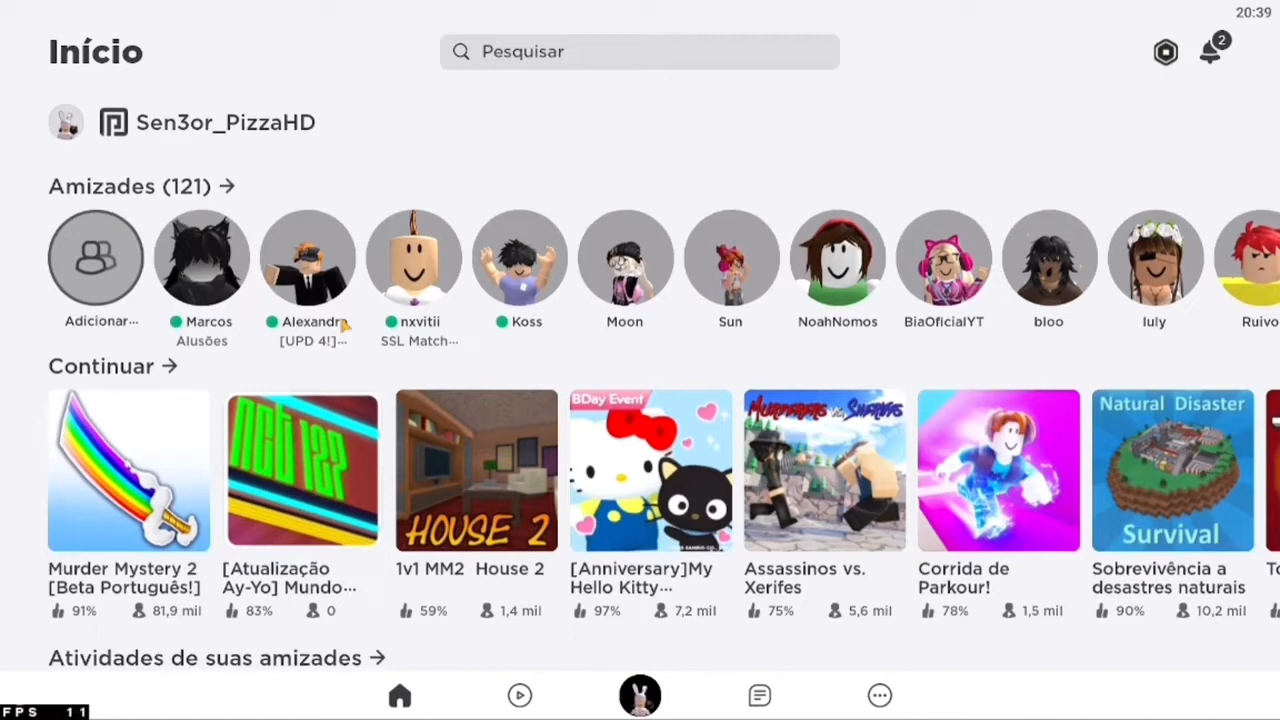 20:39
Início
Pesquisar
2
Sen3or_PizzaHD
Amizades (121) →
Adicionar...
Marcos
Alusões
Alexandr
[UPD 4!]...
nxvitii
SSL Match...
Koss
Moon
Sun
NoahNomos
BiaOficialYT
bloo
luly
Ruivo
Continuar →
nct 127
HOUSE 2
BDay Event
MURDERERS VS SHERIFFS
Natural Disaster
Survival
Murder Mystery 2
[Beta Português!]
91% 81,9 mil
[Atualização
Ay-Yo] Mundo...
83% 0
1v1 MM2 House 2
59% 1,4 mil
[Anniversary]My
Hello Kitty...
97% 7,2 mil
Assassinos vs.
Xerifes
75% 5,6 mil
Corrida de
Parkour!
78% 1,5 mil
Sobrevivência a
desastres naturais
90% 10,2 mil
Atividades de suas amizades →
FPS 11